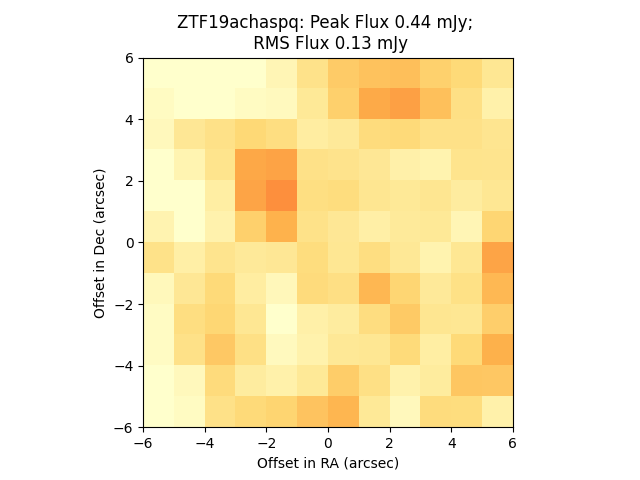 ZTF19achaspq: Peak Flux 0.44 mJy;
RMS Flux 0.13 mJy
6
4
2
0
−2
−4
−6
Offset in Dec (arcsec)
−6 −4 −2 0 2 4 6
Offset in RA (arcsec)